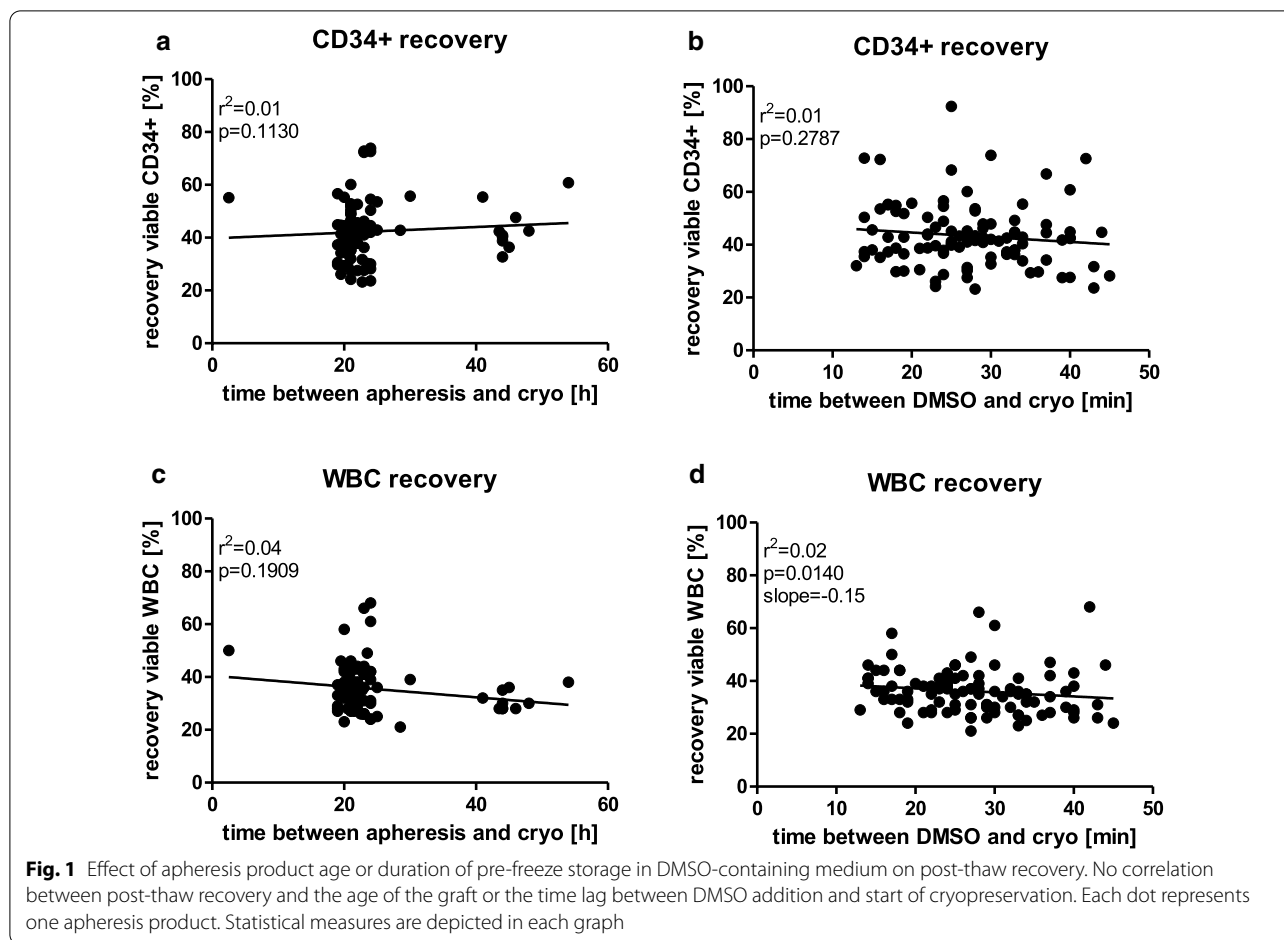 a
CD34+ recovery
recovery viable CD34+ [%]
100
80
60
40
20
0
r²=0.01
p=0.1130
0 20 40 60
time between apheresis and cryo [h]
b
CD34+ recovery
recovery viable CD34+ [%]
100
80
60
40
20
0
r²=0.01
p=0.2787
0 10 20 30 40 50
time between DMSO and cryo [min]
c
WBC recovery
recovery viable WBC [%]
100
80
60
40
20
0
r²=0.04
p=0.1909
0 20 40 60
time between apheresis and cryo [h]
d
WBC recovery
recovery viable WBC [%]
100
80
60
40
20
0
r²=0.02
p=0.0140
slope=-0.15
0 10 20 30 40 50
time between DMSO and cryo [min]
Fig. 1 Effect of apheresis product age or duration of pre-freeze storage in DMSO-containing medium on post-thaw recovery. No correlation
between post-thaw recovery and the age of the graft or the time lag between DMSO addition and start of cryopreservation. Each dot represents
one apheresis product. Statistical measures are depicted in each graph